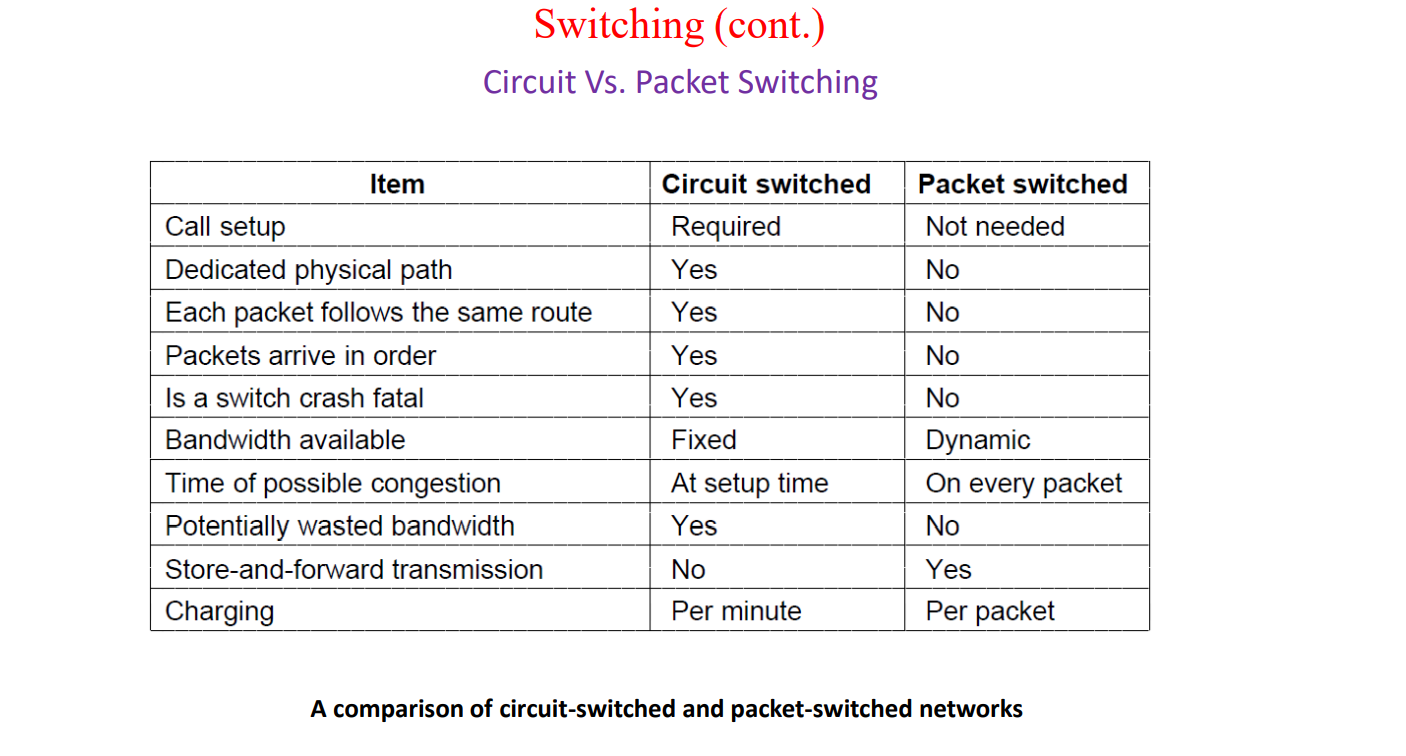 Switching (cont.)
Circuit Vs. Packet Switching
Item Circuit switched Packet switched
Call setup Required Not needed
Dedicated physical path Yes No
Each packet follows the same route Yes No
Packets arrive in order Yes No
Is a switch crash fatal Yes No
Bandwidth available Fixed Dynamic
Time of possible congestion At setup time On every packet
Potentially wasted bandwidth Yes No
Store-and-forward transmission No Yes
Charging Per minute Per packet
A comparison of circuit-switched and packet-switched networks